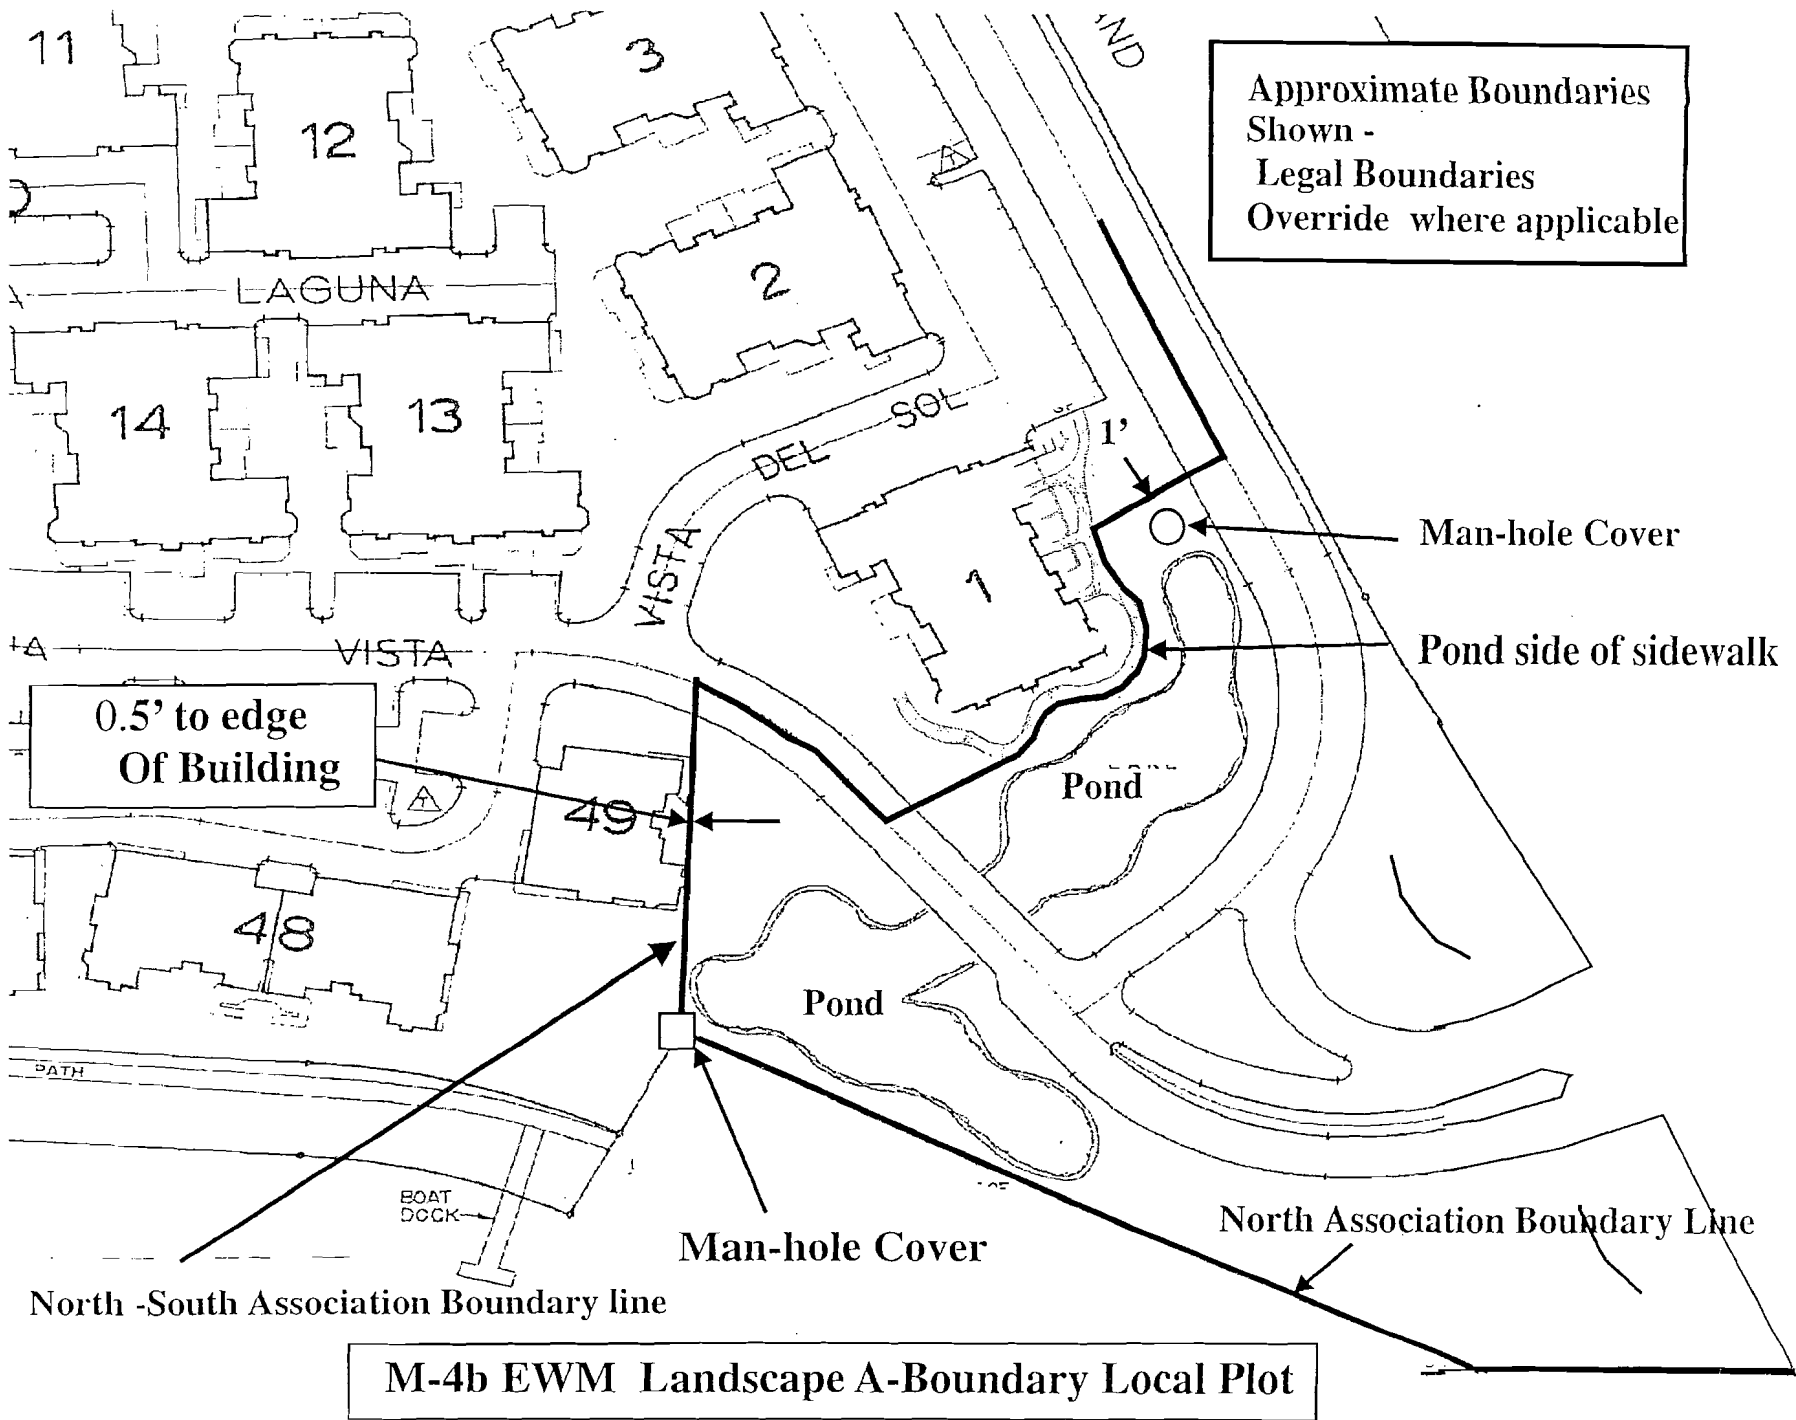 11
12
3
AND
Approximate Boundaries
Shown -
Legal Boundaries
Override where applicable
2
LAGUNA
14
13
DEL
SOL
VISTA
1'
1
Man-hole Cover
Pond side of sidewalk
VISTA
0.5' to edge
Of Building
49
48
Pond
Pond
PATH
BOAT
DOCK
Man-hole Cover
North Association Boundary Line
North -South Association Boundary line
M-4b EWM Landscape A-Boundary Local Plot